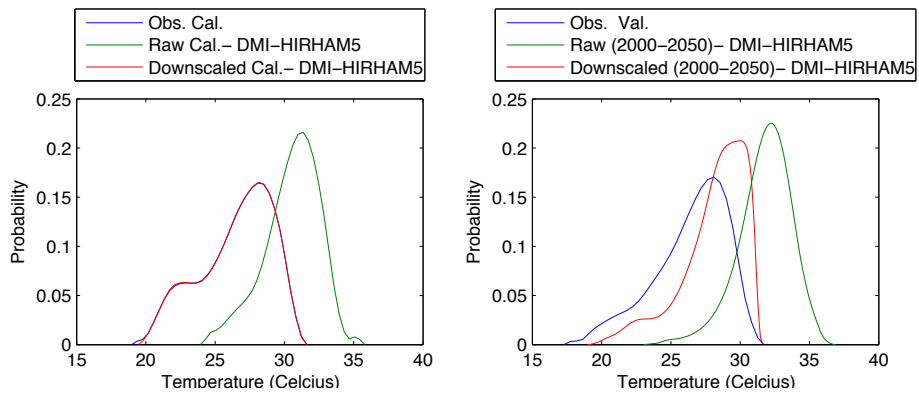 Obs. Cal.
Raw Cal.− DMI−HIRHAM5
Downscaled Cal.− DMI−HIRHAM5
0.25
0.2
0.15
0.1
0.05
0
15
20
25
30
35
40
Probability
Temperature (Celcius)
Obs. Val.
Raw (2000−2050)− DMI−HIRHAM5
Downscaled (2000−2050)− DMI−HIRHAM5
0.25
0.2
0.15
0.1
0.05
0
15
20
25
30
35
40
Probability
Temperature (Celcius)